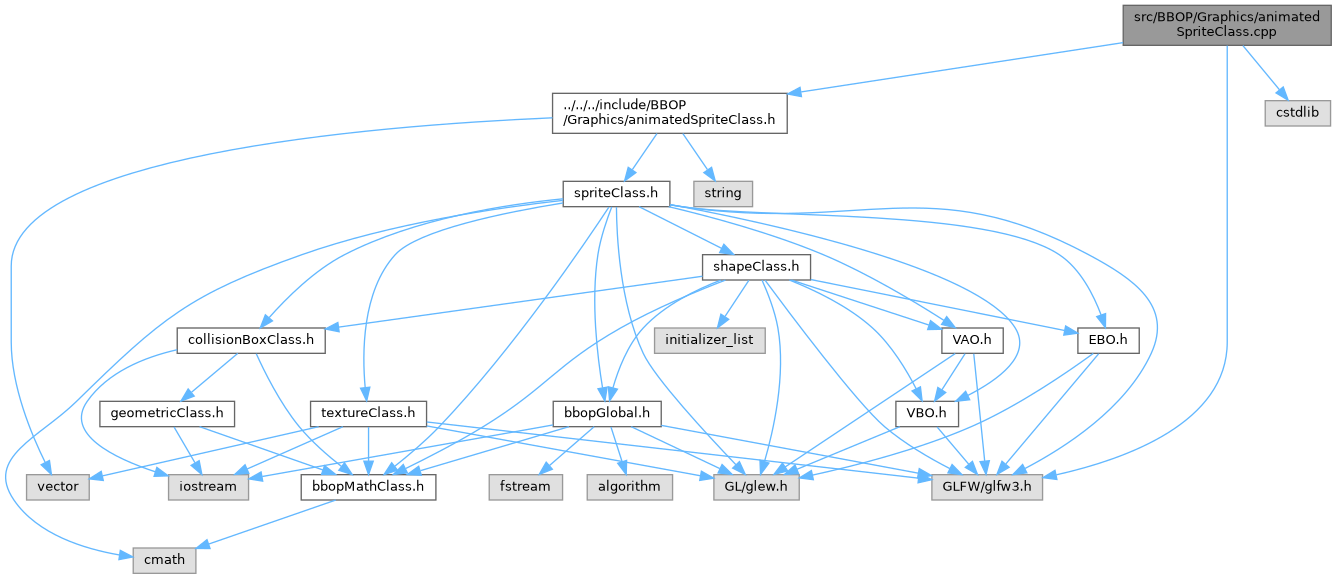 src/BBOP/Graphics/animated
SpriteClass.cpp
../../../include/BBOP
/Graphics/animatedSpriteClass.h
cstdlib
spriteClass.h
string
shapeClass.h
collisionBoxClass.h
initializer_list
VAO.h
EBO.h
geometricClass.h
textureClass.h
bbopGlobal.h
VBO.h
vector
iostream
bbopMathClass.h
fstream
algorithm
GL/glew.h
GLFW/glfw3.h
cmath